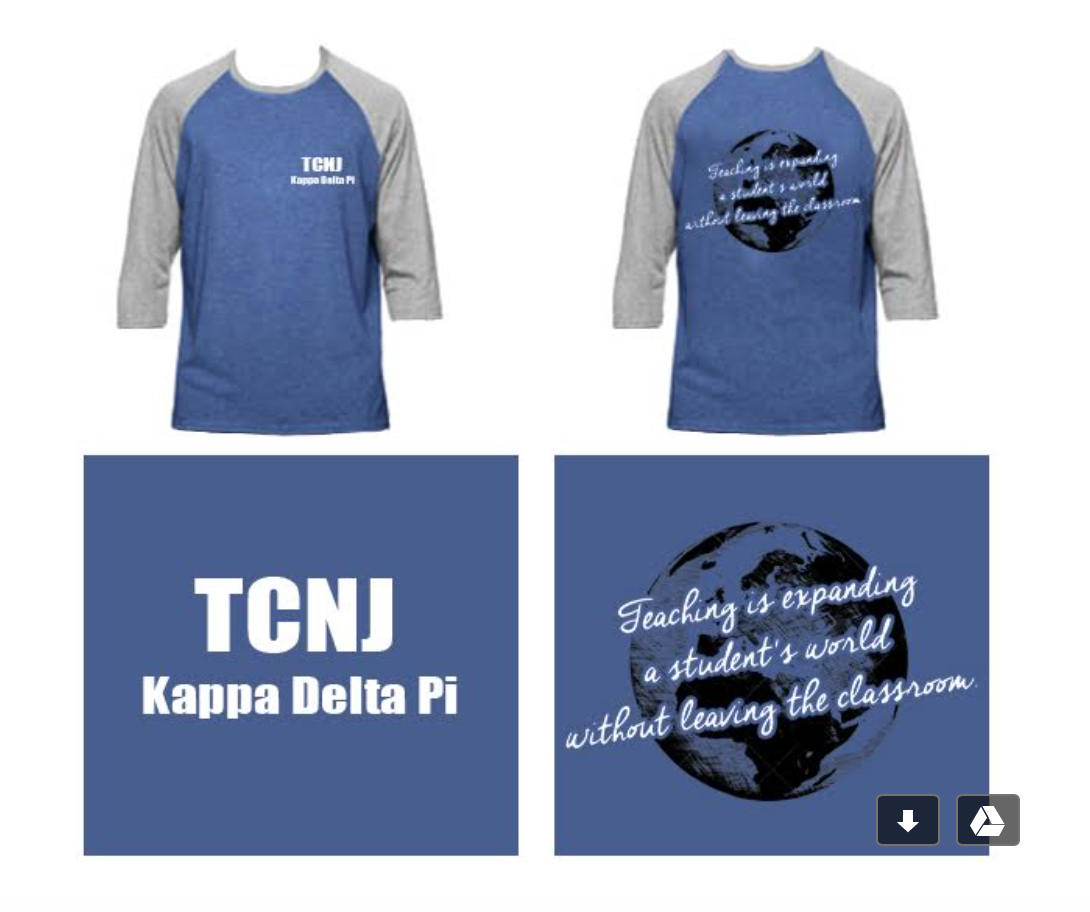 TCNJ
Kappa Delta Pi
Teaching is expanding
a student's world
without leaving the classroom
TCNJ
Kappa Delta Pi
Teaching is expanding
a student's world
without leaving the classroom.